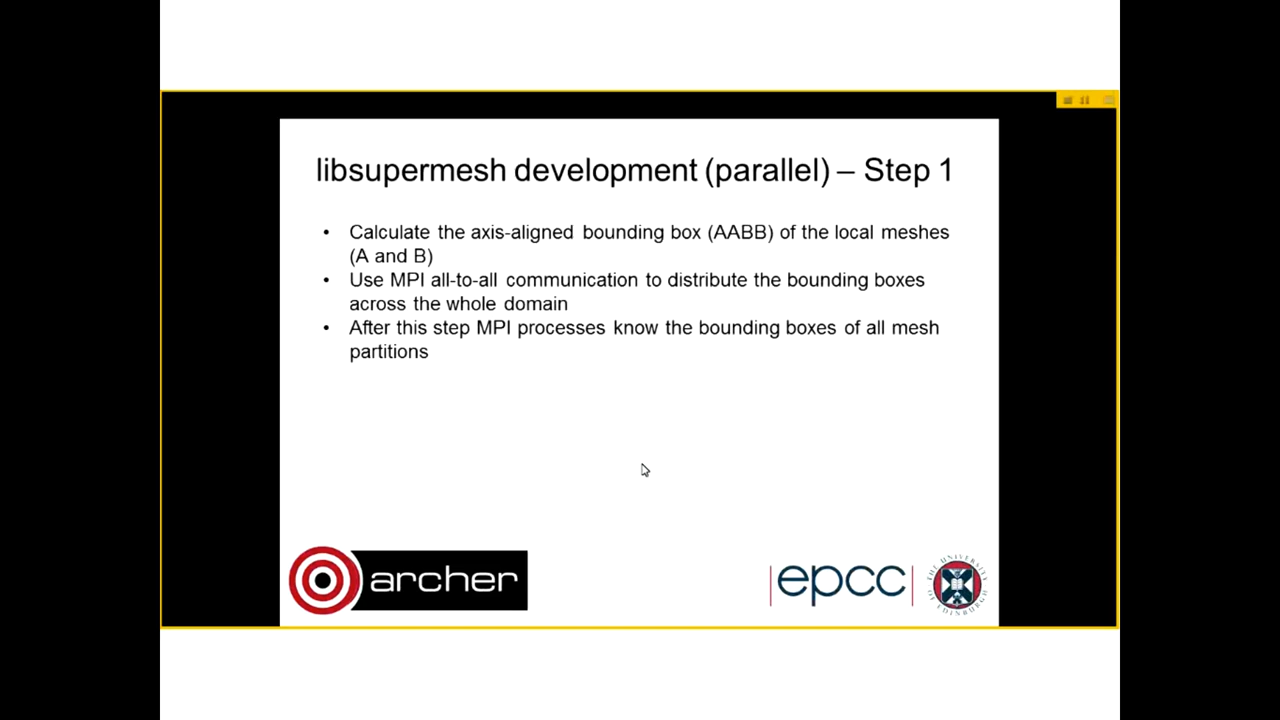 libsupermesh development (parallel) – Step 1
• Calculate the axis-aligned bounding box (AABB) of the local meshes
(A and B)
• Use MPI all-to-all communication to distribute the bounding boxes
across the whole domain
• After this step MPI processes know the bounding boxes of all mesh
partitions
archer
epcc
THE UNIVERSITY
OF EDINBURGH